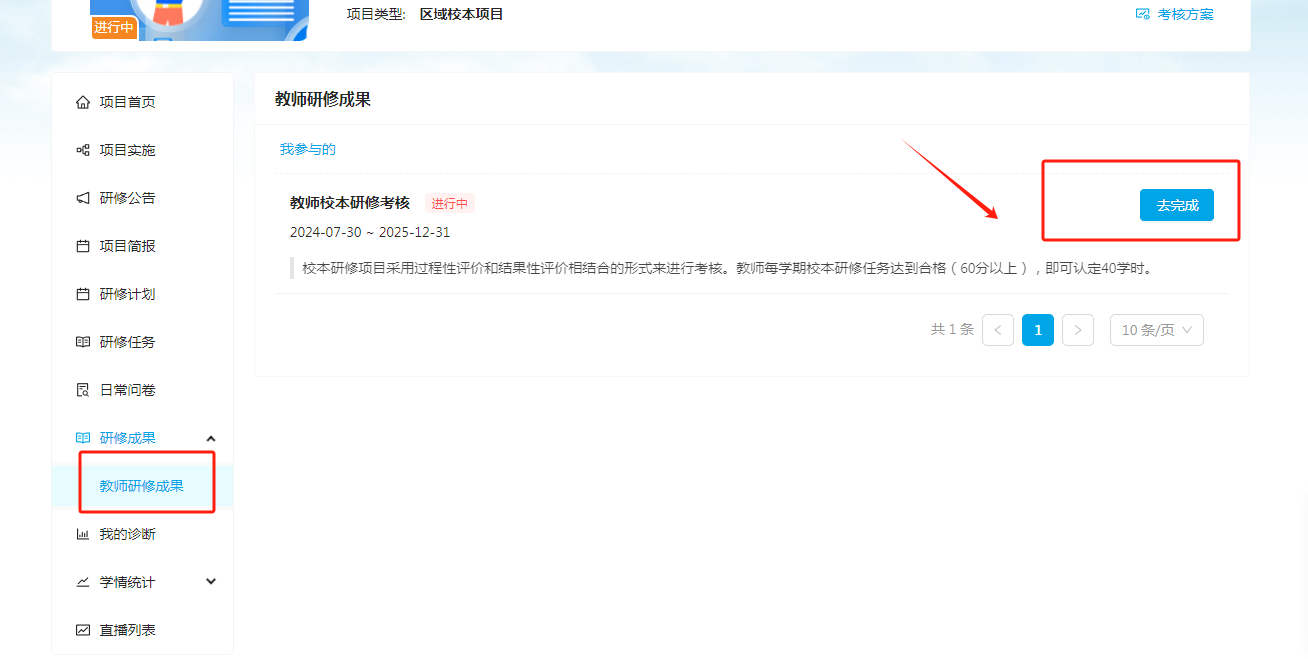 进行中
项目类型: 区域校本项目
考核方案
项目首页
项目实施
研修公告
项目简报
研修计划
研修任务
日常问卷
研修成果
教师研修成果
我的诊断
学情统计
直播列表
教师研修成果
我参与的
教师校本研修考核 进行中
去完成
2024-07-30 ~ 2025-12-31
校本研修项目采用过程性评价和结果性评价相结合的形式来进行考核。教师每学期校本研修任务达到合格（60分以上），即可认定40学时。
共 1 条 < 1 > 10 条/页